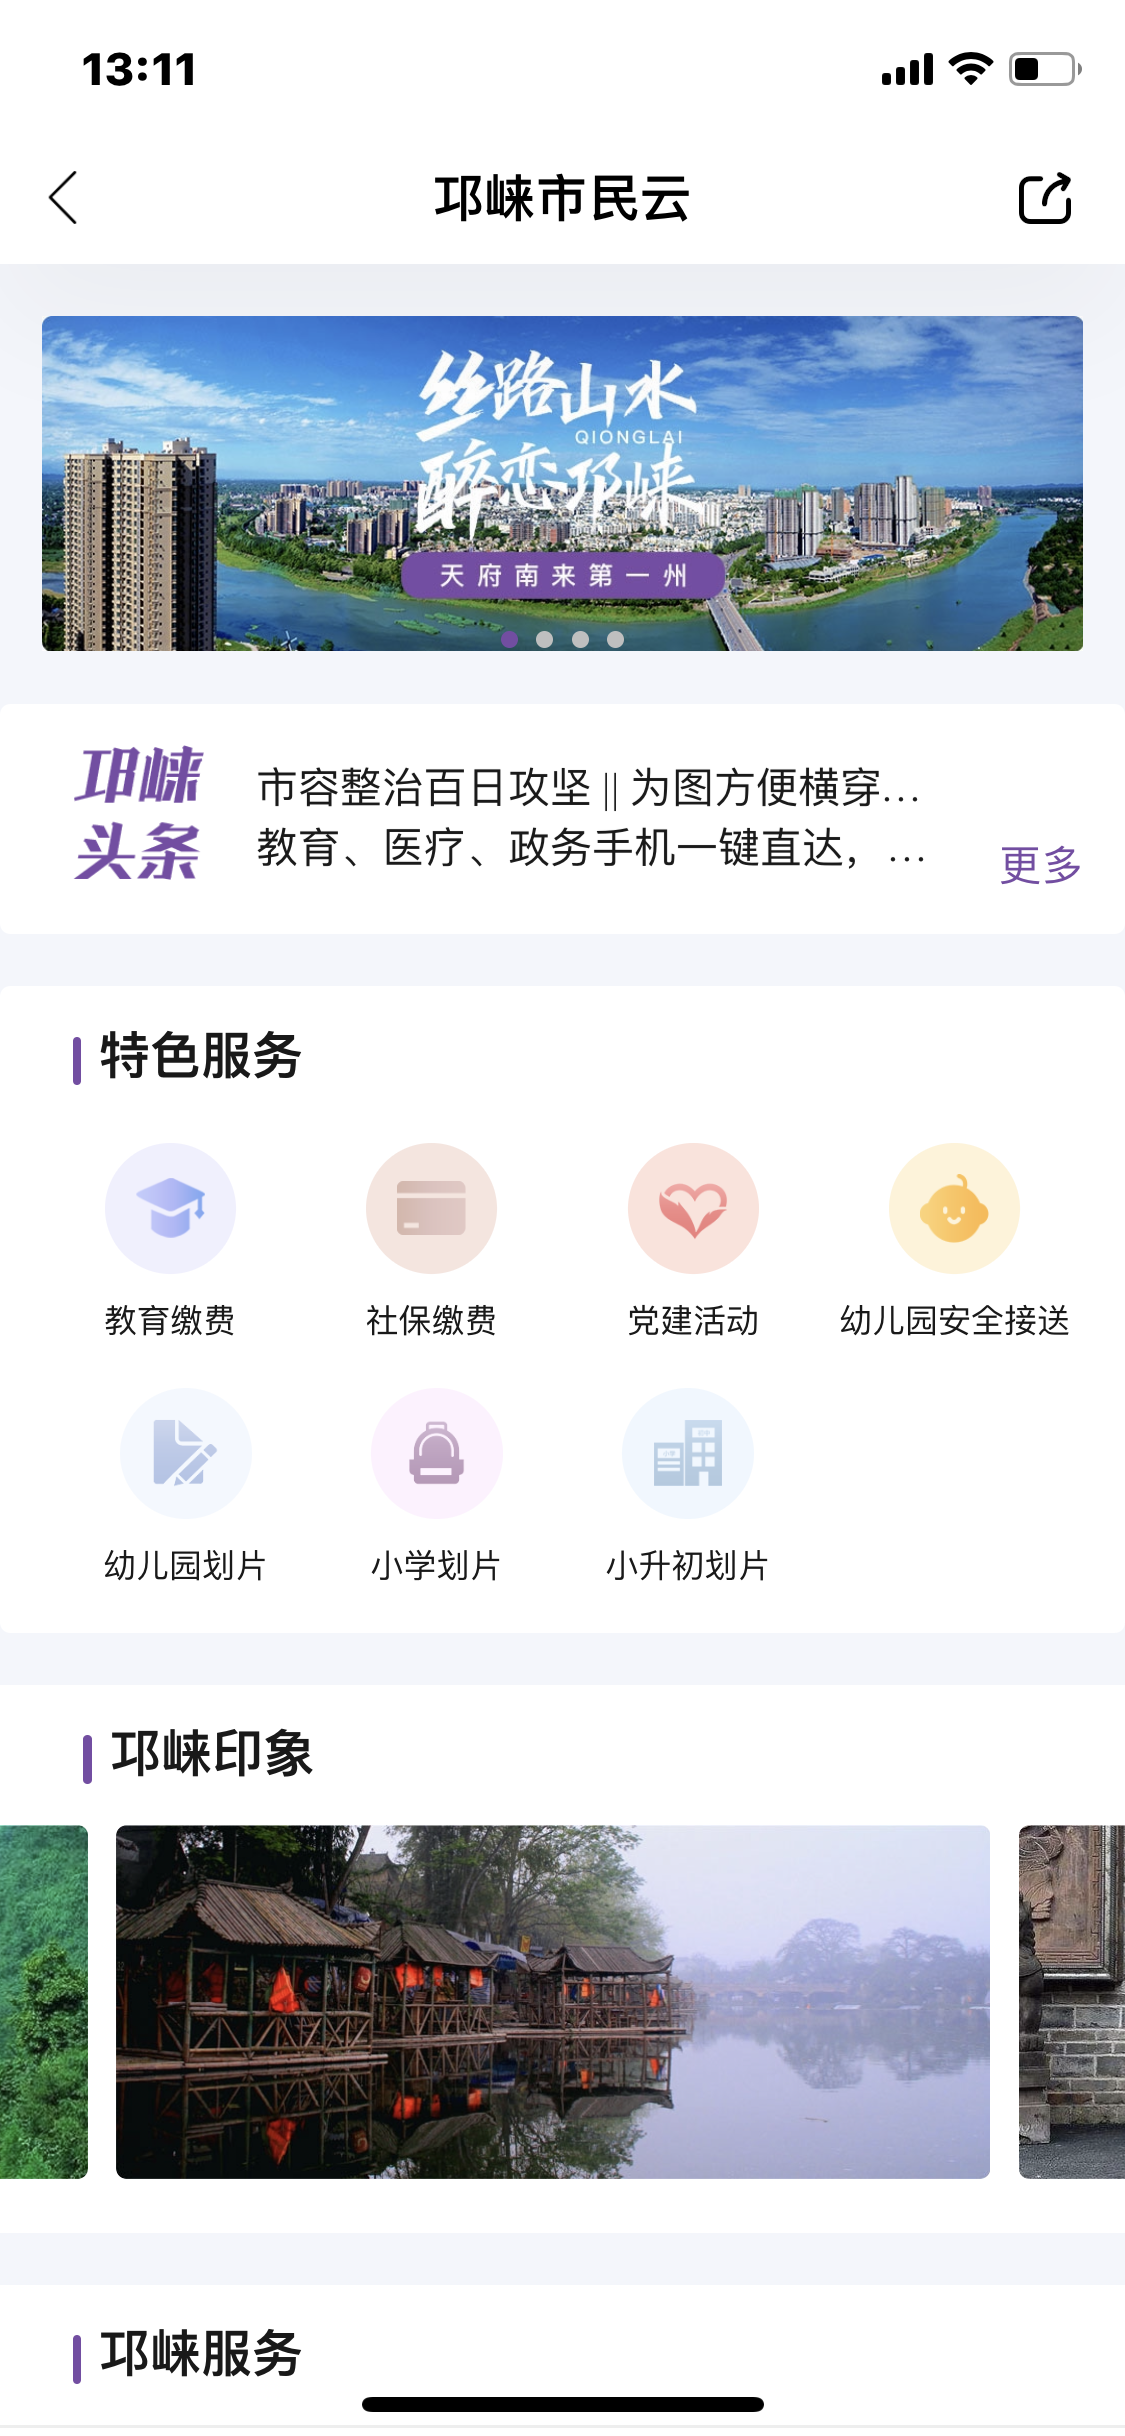 13:11
邛崃市民云
丝路山水
QIONGLAI
醉恋邛崃
天府南来第一州
邛崃
头条
市容整治百日攻坚 || 为图方便横穿...
教育、医疗、政务手机一键直达，...
更多
特色服务
教育缴费
社保缴费
党建活动
幼儿园安全接送
幼儿园划片
小学划片
小升初划片
邛崃印象
邛崃服务